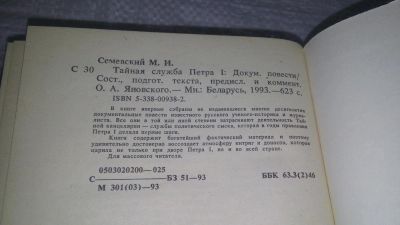 Семевский М. И.
С 30 Тайная служба Петра I: Докум. повести/
Сост., подгот. текста, предисл. и коммент.
О. А. Яновского.— Мн.: Беларусь, 1993.—623 с.
ISBN 5-338-00938-2.
В книге впервые собраны не издававшиеся многие десятилетия
документальные повести известного русского ученого-историка и журна-
листа. Все они в той или иной степени затрагивают деятельность Тай-
ной канцелярии — службы политического сыска, которая в годы правления
Петра I делала первые шаги.
Книга содержит богатейший фактический материал и поэтому
удивительно достоверно воссоздает атмосферу интриг и доносов, которая
царила не только при дворе Петра I, но и во всей стране.
Для массового читателя.
С 0503020200—025 БЗ 51—93
М 301(03)—93
ББК 63.3(2)46